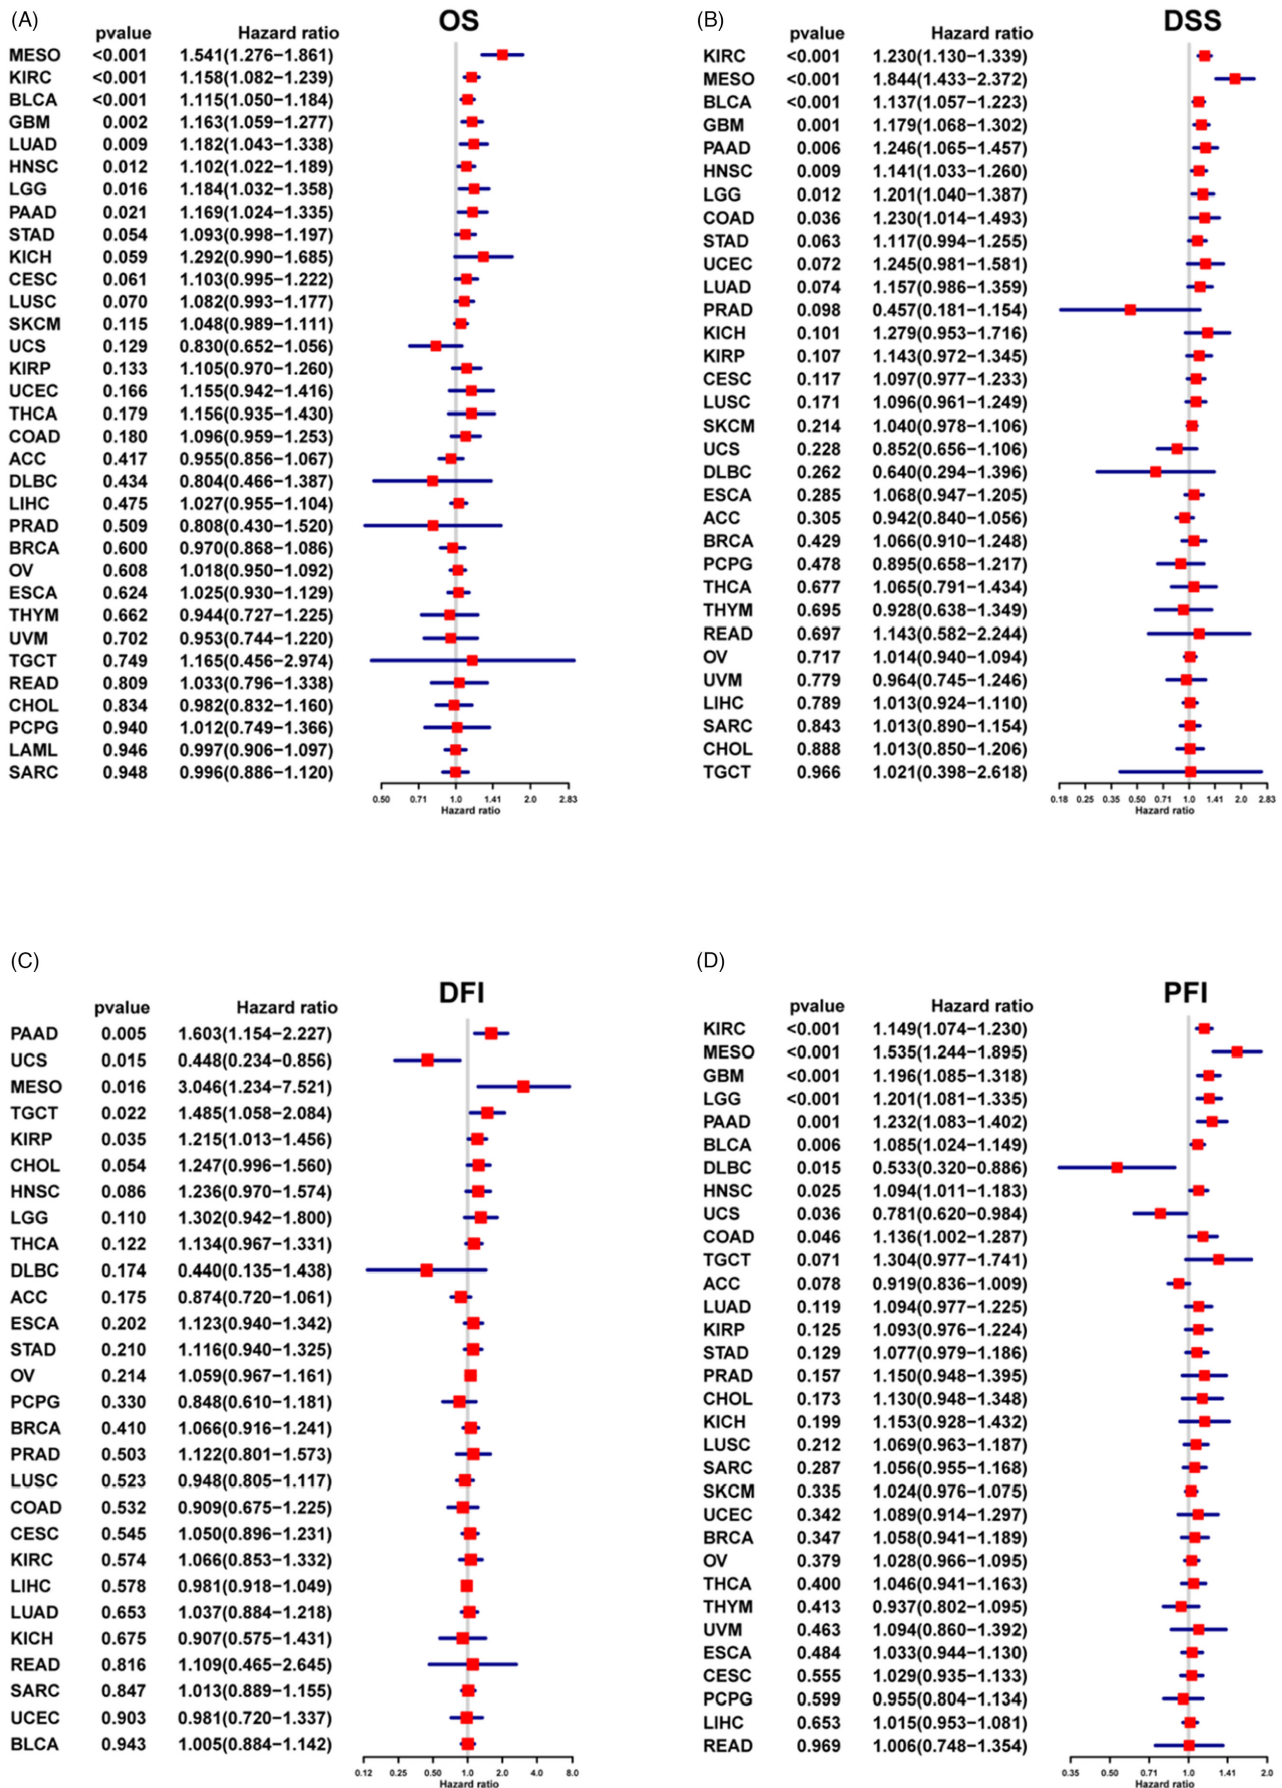 (A)
OS
pvalue Hazard ratio
MESO <0.001 1.541(1.276−1.861)
KIRC <0.001 1.158(1.082−1.239)
BLCA <0.001 1.115(1.050−1.184)
GBM 0.002 1.163(1.059−1.277)
LUAD 0.009 1.182(1.043−1.338)
HNSC 0.012 1.102(1.022−1.189)
LGG 0.016 1.184(1.032−1.358)
PAAD 0.021 1.169(1.024−1.335)
STAD 0.054 1.093(0.998−1.197)
KICH 0.059 1.292(0.990−1.685)
CESC 0.061 1.103(0.995−1.222)
LUSC 0.070 1.082(0.993−1.177)
SKCM 0.115 1.048(0.989−1.111)
UCS 0.129 0.830(0.652−1.056)
KIRP 0.133 1.105(0.970−1.260)
UCEC 0.166 1.155(0.942−1.416)
THCA 0.179 1.156(0.935−1.430)
COAD 0.180 1.096(0.959−1.253)
ACC 0.417 0.955(0.856−1.067)
DLBC 0.434 0.804(0.466−1.387)
LIHC 0.475 1.027(0.955−1.104)
PRAD 0.509 0.808(0.430−1.520)
BRCA 0.600 0.970(0.868−1.086)
OV 0.608 1.018(0.950−1.092)
ESCA 0.624 1.025(0.930−1.129)
THYM 0.662 0.944(0.727−1.225)
UVM 0.702 0.953(0.744−1.220)
TGCT 0.749 1.165(0.456−2.974)
READ 0.809 1.033(0.796−1.338)
CHOL 0.834 0.982(0.832−1.160)
PCPG 0.940 1.012(0.749−1.366)
LAML 0.946 0.997(0.906−1.097)
SARC 0.948 0.996(0.886−1.120)
0.50 0.71 1.0 1.41 2.0 2.83
Hazard ratio
(B)
DSS
pvalue Hazard ratio
KIRC <0.001 1.230(1.130−1.339)
MESO <0.001 1.844(1.433−2.372)
BLCA <0.001 1.137(1.057−1.223)
GBM 0.001 1.179(1.068−1.302)
PAAD 0.006 1.246(1.065−1.457)
HNSC 0.009 1.141(1.033−1.260)
LGG 0.012 1.201(1.040−1.387)
COAD 0.036 1.230(1.014−1.493)
STAD 0.063 1.117(0.994−1.255)
UCEC 0.072 1.245(0.981−1.581)
LUAD 0.074 1.157(0.986−1.359)
PRAD 0.098 0.457(0.181−1.154)
KICH 0.101 1.279(0.953−1.716)
KIRP 0.107 1.143(0.972−1.345)
CESC 0.117 1.097(0.977−1.233)
LUSC 0.171 1.096(0.961−1.249)
SKCM 0.214 1.040(0.978−1.106)
UCS 0.228 0.852(0.656−1.106)
DLBC 0.262 0.640(0.294−1.396)
ESCA 0.285 1.068(0.947−1.205)
ACC 0.305 0.942(0.840−1.056)
BRCA 0.429 1.066(0.910−1.248)
PCPG 0.478 0.895(0.658−1.217)
THCA 0.677 1.065(0.791−1.434)
THYM 0.695 0.928(0.638−1.349)
READ 0.697 1.143(0.582−2.244)
OV 0.717 1.014(0.940−1.094)
UVM 0.779 0.964(0.745−1.246)
LIHC 0.789 1.013(0.924−1.110)
SARC 0.843 1.013(0.890−1.154)
CHOL 0.888 1.013(0.850−1.206)
TGCT 0.966 1.021(0.398−2.618)
0.18 0.25 0.35 0.50 0.71 1.0 1.41 2.0 2.83
Hazard ratio
(C)
DFI
pvalue Hazard ratio
PAAD 0.005 1.603(1.154−2.227)
UCS 0.015 0.448(0.234−0.856)
MESO 0.016 3.046(1.234−7.521)
TGCT 0.022 1.485(1.058−2.084)
KIRP 0.035 1.215(1.013−1.456)
CHOL 0.054 1.247(0.996−1.560)
HNSC 0.086 1.236(0.970−1.574)
LGG 0.110 1.302(0.942−1.800)
THCA 0.122 1.134(0.967−1.331)
DLBC 0.174 0.440(0.135−1.438)
ACC 0.175 0.874(0.720−1.061)
ESCA 0.202 1.123(0.940−1.342)
STAD 0.210 1.116(0.940−1.325)
OV 0.214 1.059(0.967−1.161)
PCPG 0.330 0.848(0.610−1.181)
BRCA 0.410 1.066(0.916−1.241)
PRAD 0.503 1.122(0.801−1.573)
LUSC 0.523 0.948(0.805−1.117)
COAD 0.532 0.909(0.675−1.225)
CESC 0.545 1.050(0.896−1.231)
KIRC 0.574 1.066(0.853−1.332)
LIHC 0.578 0.981(0.918−1.049)
LUAD 0.653 1.037(0.884−1.218)
KICH 0.675 0.907(0.575−1.431)
READ 0.816 1.109(0.465−2.645)
SARC 0.847 1.013(0.889−1.155)
UCEC 0.903 0.981(0.720−1.337)
BLCA 0.943 1.005(0.884−1.142)
0.12 0.25 0.50 1.0 2.0 4.0 8.0
Hazard ratio
(D)
PFI
pvalue Hazard ratio
KIRC <0.001 1.149(1.074−1.230)
MESO <0.001 1.535(1.244−1.895)
GBM <0.001 1.196(1.085−1.318)
LGG <0.001 1.201(1.081−1.335)
PAAD 0.001 1.232(1.083−1.402)
BLCA 0.006 1.085(1.024−1.149)
DLBC 0.015 0.533(0.320−0.886)
HNSC 0.025 1.094(1.011−1.183)
UCS 0.036 0.781(0.620−0.984)
COAD 0.046 1.136(1.002−1.287)
TGCT 0.071 1.304(0.977−1.741)
ACC 0.078 0.919(0.836−1.009)
LUAD 0.119 1.094(0.977−1.225)
KIRP 0.125 1.093(0.976−1.224)
STAD 0.129 1.077(0.979−1.186)
PRAD 0.157 1.150(0.948−1.395)
CHOL 0.173 1.130(0.948−1.348)
KICH 0.199 1.153(0.928−1.432)
LUSC 0.212 1.069(0.963−1.187)
SARC 0.287 1.056(0.955−1.168)
SKCM 0.335 1.024(0.976−1.075)
UCEC 0.342 1.089(0.914−1.297)
BRCA 0.347 1.058(0.941−1.189)
OV 0.379 1.028(0.966−1.095)
THCA 0.400 1.046(0.941−1.163)
THYM 0.413 0.937(0.802−1.095)
UVM 0.463 1.094(0.860−1.392)
ESCA 0.484 1.033(0.944−1.130)
CESC 0.555 1.029(0.935−1.133)
PCPG 0.599 0.955(0.804−1.134)
LIHC 0.653 1.015(0.953−1.081)
READ 0.969 1.006(0.748−1.354)
0.35 0.50 0.71 1.0 1.41 2.0
Hazard ratio